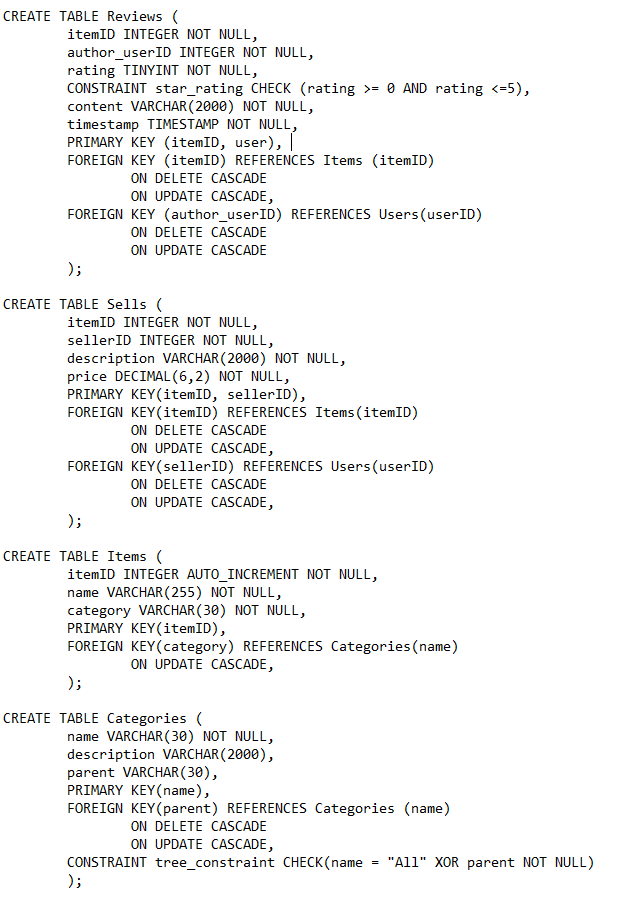 CREATE TABLE Reviews (
itemID INTEGER NOT NULL,
author_userID INTEGER NOT NULL,
rating TINYINT NOT NULL,
CONSTRAINT star_rating CHECK (rating >= 0 AND rating <=5),
content VARCHAR(2000) NOT NULL,
timestamp TIMESTAMP NOT NULL,
PRIMARY KEY (itemID, user),
FOREIGN KEY (itemID) REFERENCES Items (itemID)
ON DELETE CASCADE
ON UPDATE CASCADE,
FOREIGN KEY (author_userID) REFERENCES Users(userID)
ON DELETE CASCADE
ON UPDATE CASCADE
);
CREATE TABLE Sells (
itemID INTEGER NOT NULL,
sellerID INTEGER NOT NULL,
description VARCHAR(2000) NOT NULL,
price DECIMAL(6,2) NOT NULL,
PRIMARY KEY(itemID, sellerID),
FOREIGN KEY(itemID) REFERENCES Items(itemID)
ON DELETE CASCADE
ON UPDATE CASCADE,
FOREIGN KEY(sellerID) REFERENCES Users(userID)
ON DELETE CASCADE
ON UPDATE CASCADE,
);
CREATE TABLE Items (
itemID INTEGER AUTO_INCREMENT NOT NULL,
name VARCHAR(255) NOT NULL,
category VARCHAR(30) NOT NULL,
PRIMARY KEY(itemID),
FOREIGN KEY(category) REFERENCES Categories(name)
ON UPDATE CASCADE,
);
CREATE TABLE Categories (
name VARCHAR(30) NOT NULL,
description VARCHAR(2000),
parent VARCHAR(30),
PRIMARY KEY(name),
FOREIGN KEY(parent) REFERENCES Categories (name)
ON DELETE CASCADE
ON UPDATE CASCADE,
CONSTRAINT tree_constraint CHECK(name = "All" XOR parent NOT NULL)
);